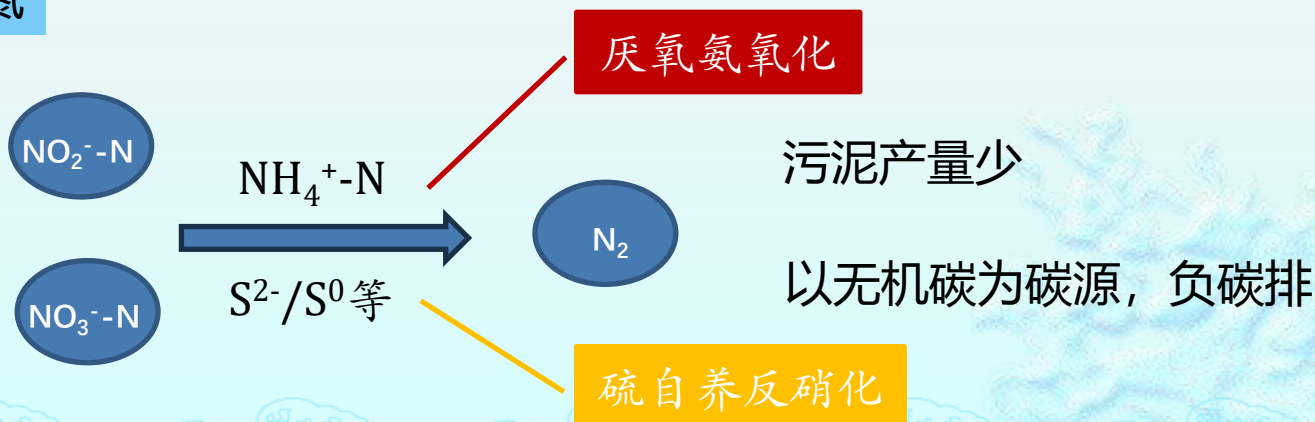 氮
厌氧氨氧化
NO₂⁻-N
NH₄⁺-N
污泥产量少
N₂
S²⁻/S⁰等
NO₃⁻-N
以无机碳为碳源，负碳排
硫自养反硝化